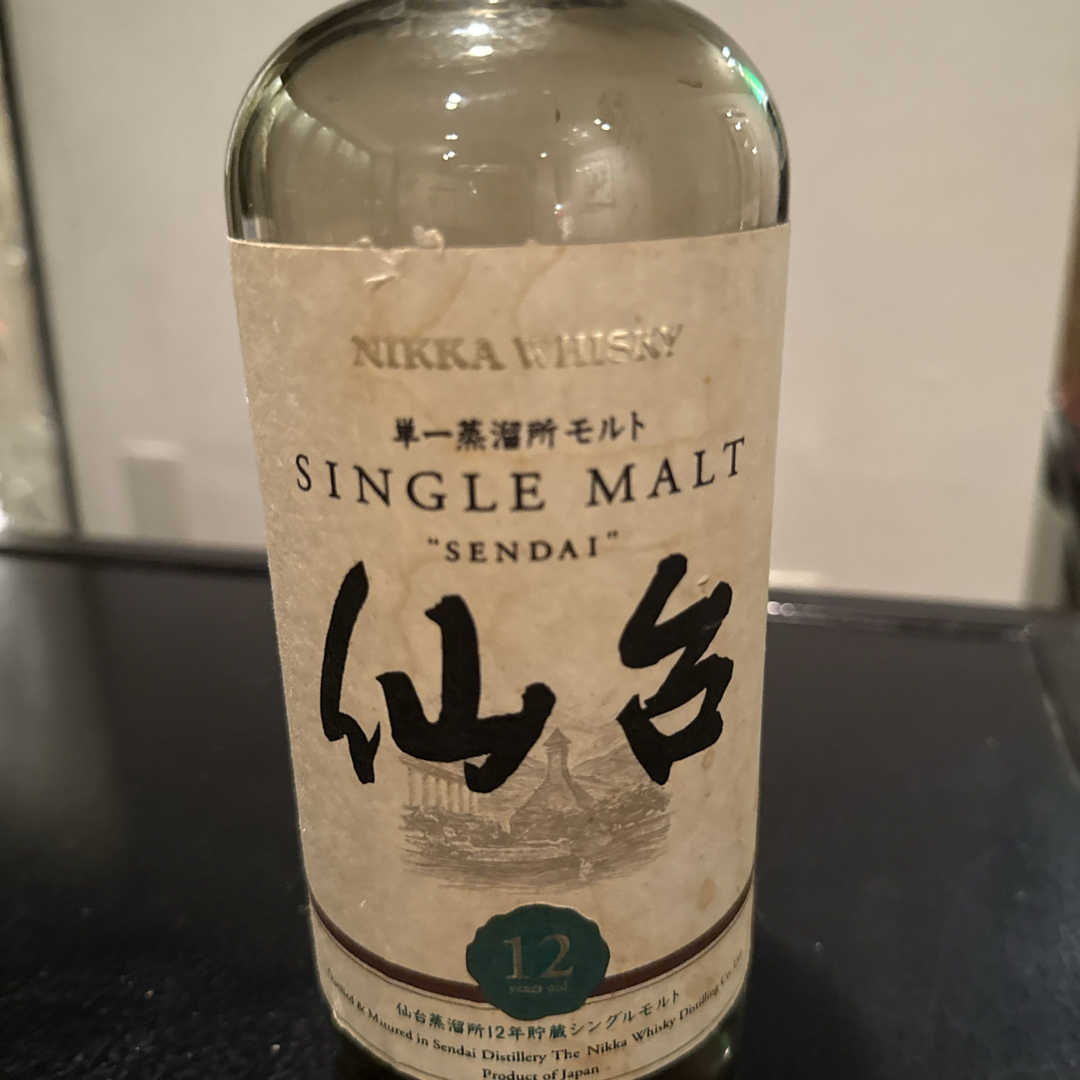 NIKKA WHISKY
単一蒸溜所モルト
SINGLE MALT
"SENDAI"
仙台
12
years old
仙台蒸溜所12年貯蔵シングルモルト
Distilled & Matured in Sendai Distillery The Nikka Whisky Distilling Co. Ltd.
Product of Japan